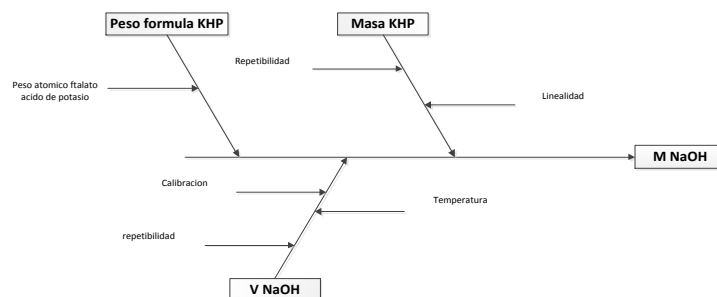 Peso formula KHP
Masa KHP
Repetibilidad
Peso atomico ftalato
acido de potasio
Linealidad
M NaOH
Calibracion
Temperatura
repetibilidad
V NaOH